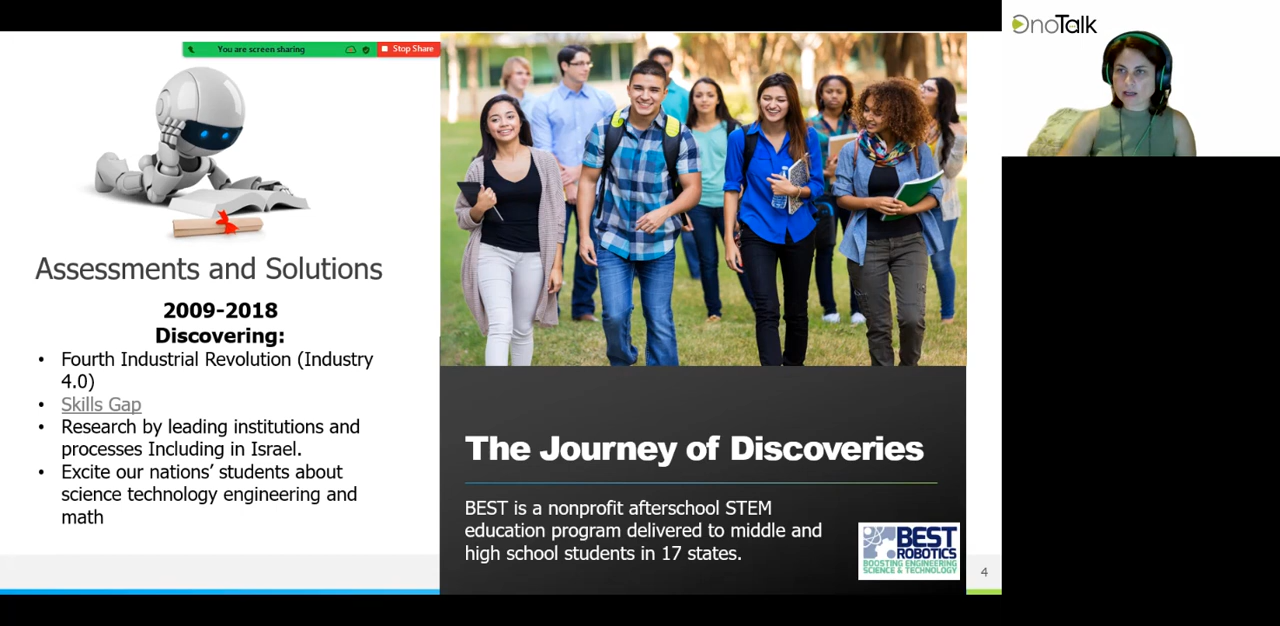 You are screen sharing
Stop Share
OnoTalk
Assessments and Solutions
2009-2018
Discovering:
• Fourth Industrial Revolution (Industry
4.0)
• Skills Gap
• Research by leading institutions and
processes Including in Israel.
• Excite our nations’ students about
science technology engineering and
math
The Journey of Discoveries
BEST is a nonprofit afterschool STEM
education program delivered to middle and
high school students in 17 states.
BEST
ROBOTICS
BOOSTING ENGINEERING
SCIENCE & TECHNOLOGY
4